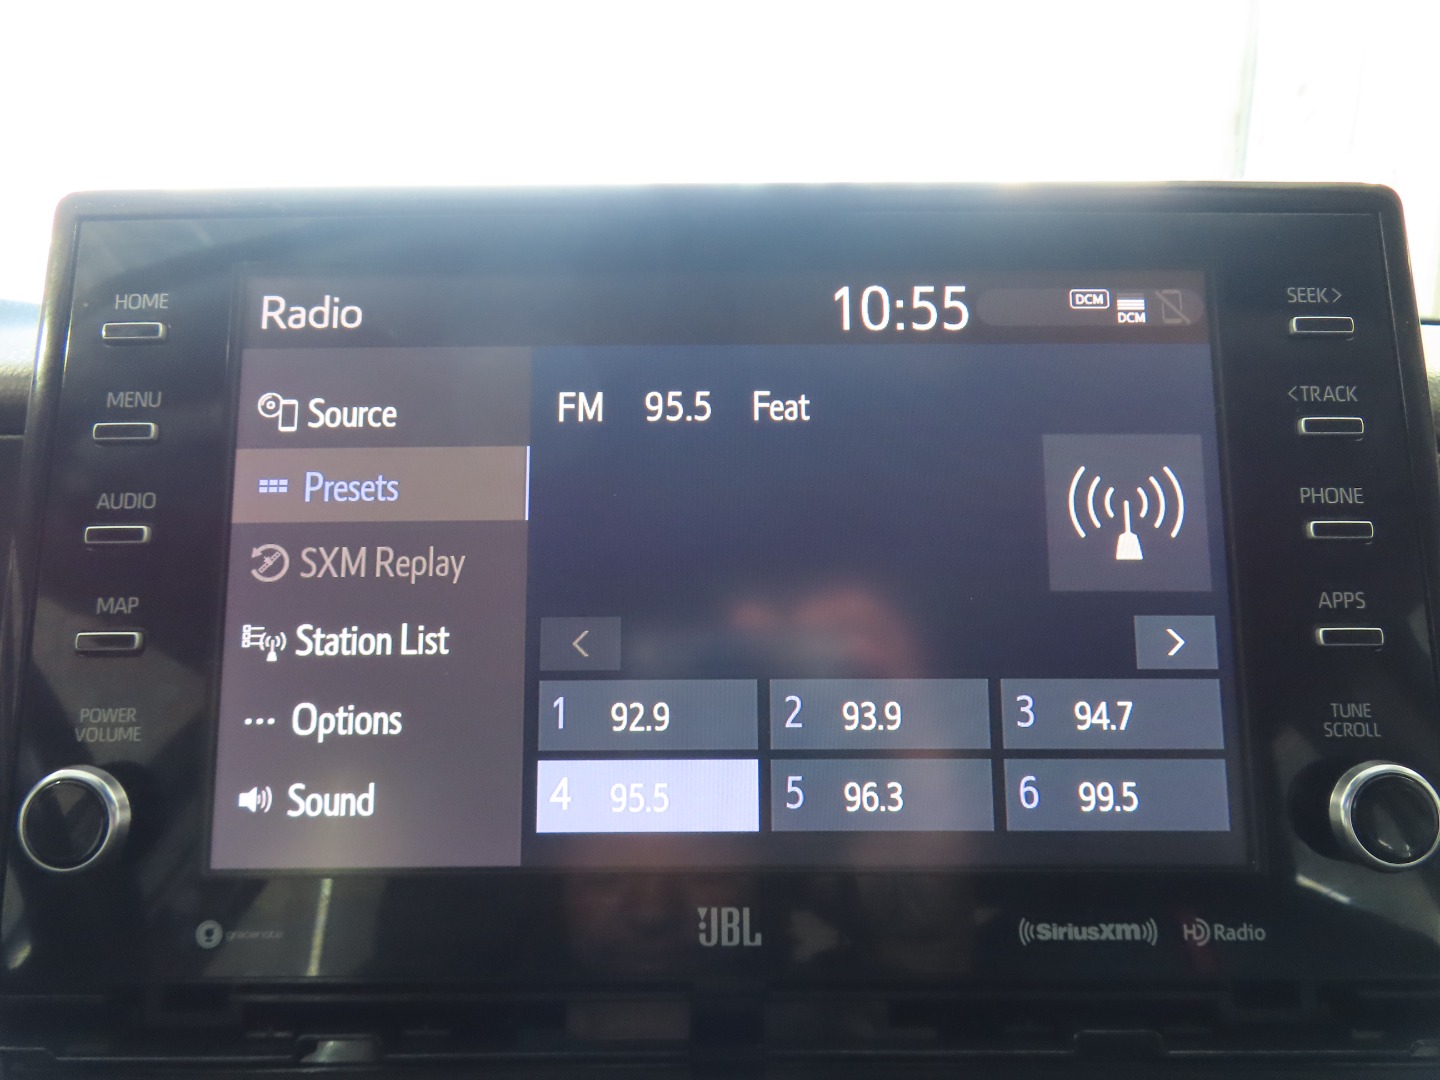 HOME
MENU
AUDIO
MAP
POWER
VOLUME
Radio
10:55
DCM
DCM
Source
Presets
SXM Replay
Station List
Options
Sound
FM 95.5 Feat
<
>
1 92.9
2 93.9
3 94.7
4 95.5
5 96.3
6 99.5
SEEK >
< TRACK
PHONE
APPS
TUNE
SCROLL
gracenote
JBL
SiriusXM
HD Radio